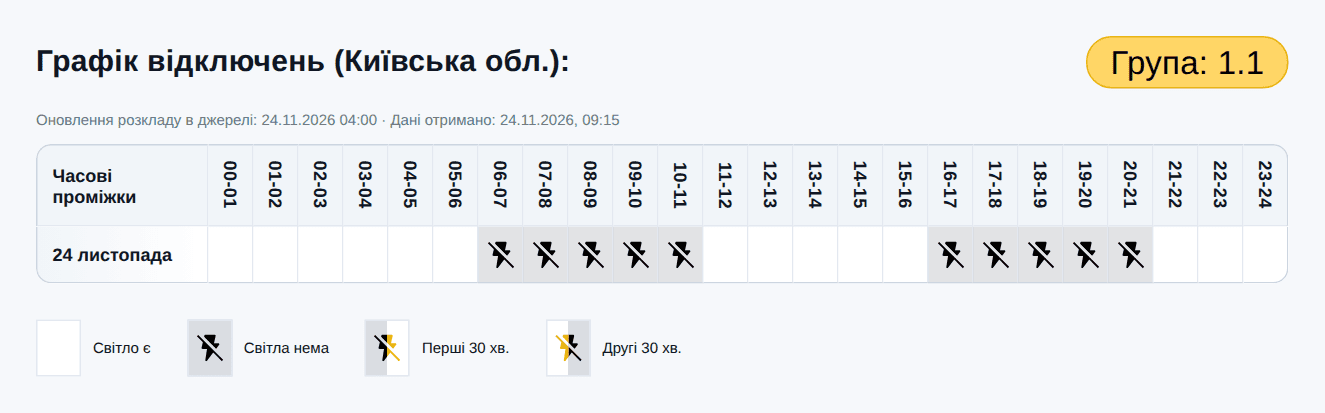 Графік відключень (Київська обл.):
Група: 1.1
Оновлення розкладу в джерелі: 24.11.2026 04:00 · Дані отримано: 24.11.2026, 09:15
Часові
проміжки
00-01 01-02 02-03 03-04 04-05 05-06 06-07 07-08 08-09 09-10 10-11 11-12 12-13 13-14 14-15 15-16 16-17 17-18 18-19 19-20 20-21 21-22 22-23 23-24
24 листопада
Світло є
Світла нема
Перші 30 хв.
Другі 30 хв.